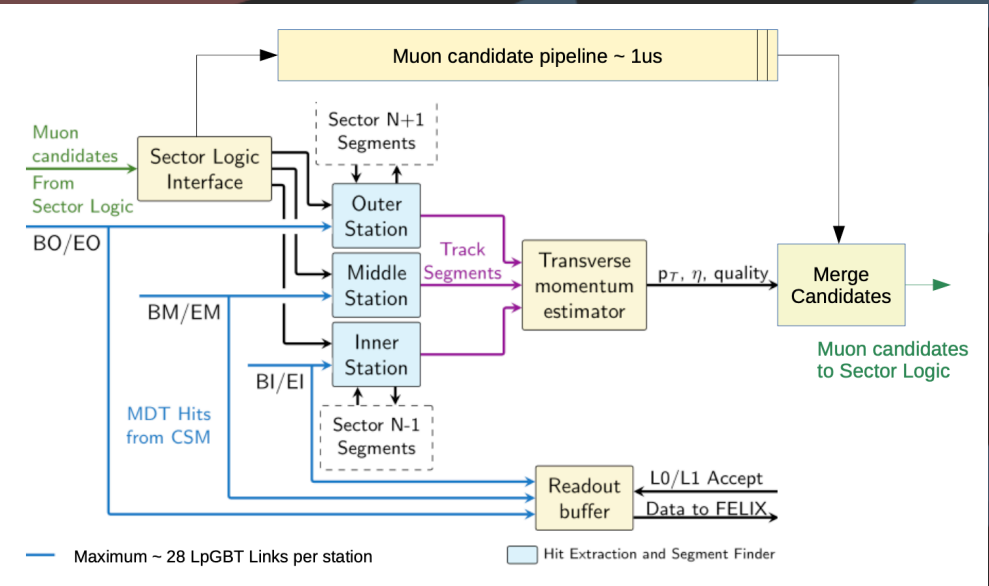 Muon candidate pipeline ~ 1us
Muon
candidates
From
Sector Logic
Sector Logic
Interface
Sector N+1
Segments
Outer
Station
BO/EO
Middle
Station
BM/EM
Inner
Station
BI/EI
Track
Segments
Transverse
momentum
estimator
pT, η, quality
Merge
Candidates
Muon candidates
to Sector Logic
MDT Hits
from CSM
Sector N-1
Segments
Readout
buffer
L0/L1 Accept
Data to FELIX
Maximum ~ 28 LpGBT Links per station
Hit Extraction and Segment Finder